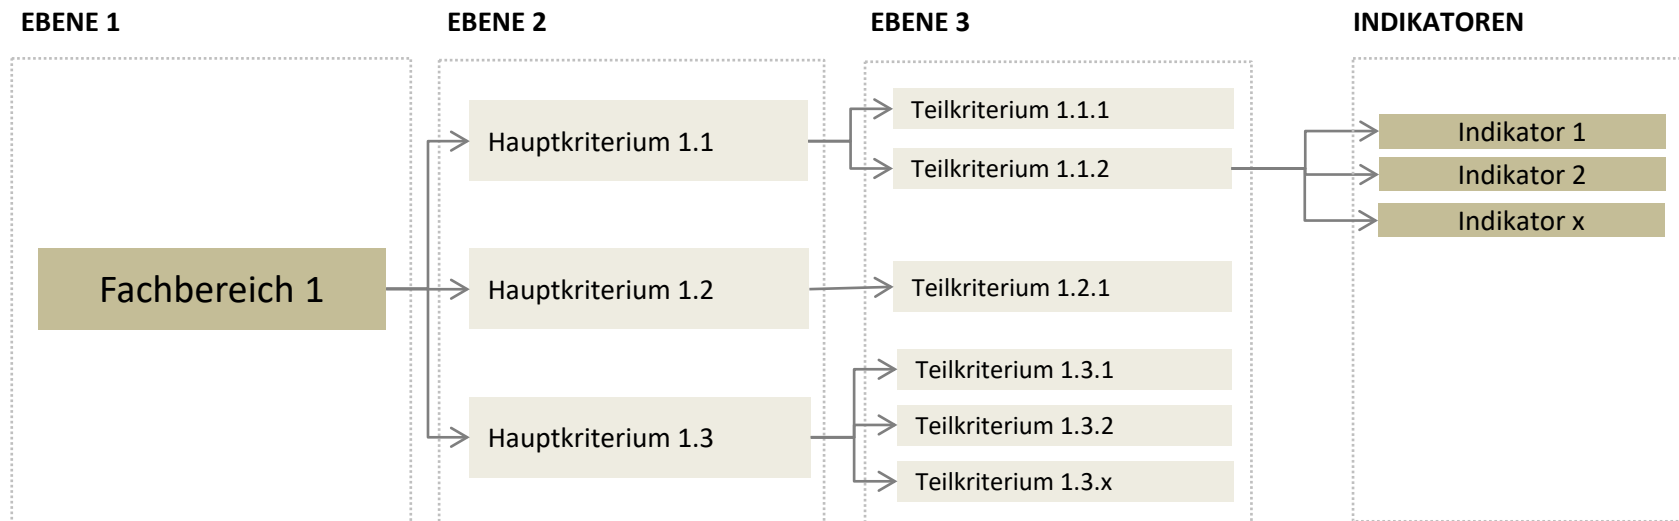 EBENE 1
EBENE 2
EBENE 3
INDIKATOREN
Fachbereich 1
Hauptkriterium 1.1
Hauptkriterium 1.2
Hauptkriterium 1.3
Teilkriterium 1.1.1
Teilkriterium 1.1.2
Teilkriterium 1.2.1
Teilkriterium 1.3.1
Teilkriterium 1.3.2
Teilkriterium 1.3.x
Indikator 1
Indikator 2
Indikator x